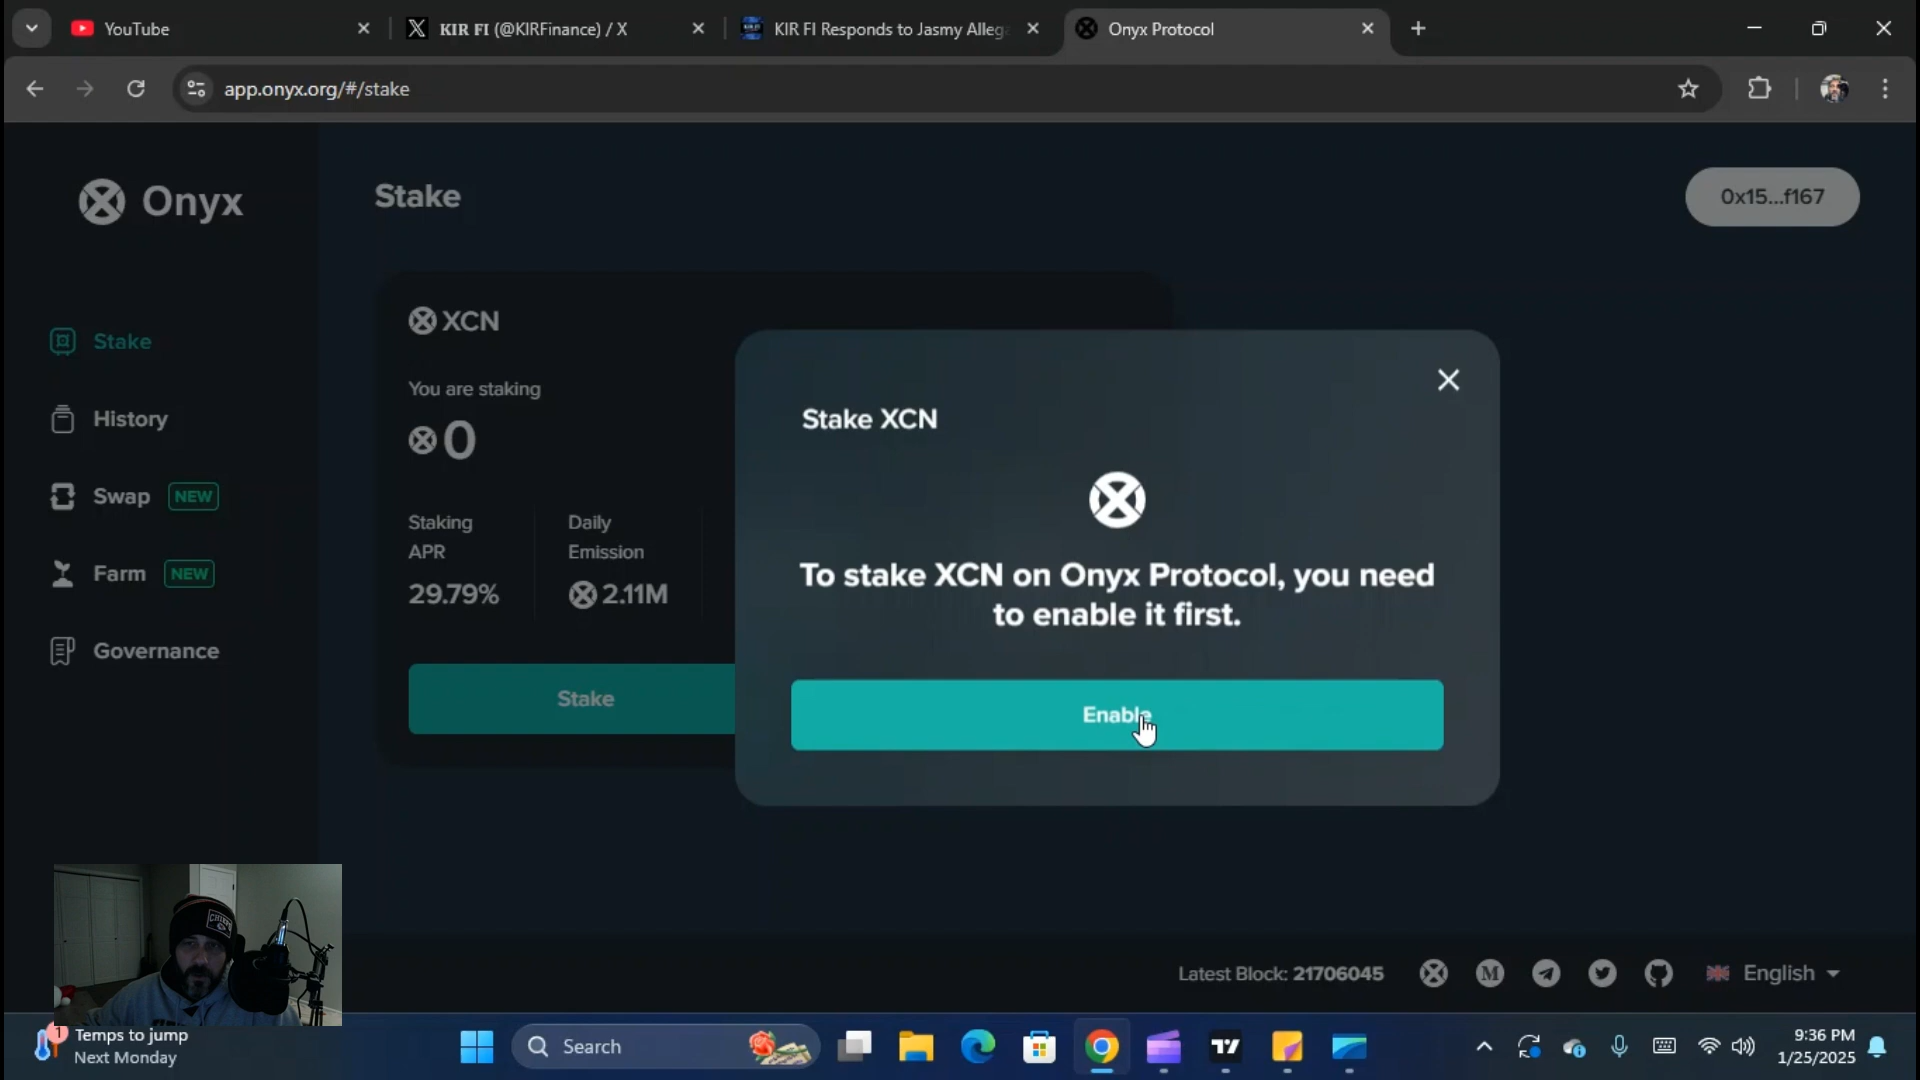 YouTube
KIR FI (@KIRFinance) / X
KIR FI Responds to Jasmy Allega
Onyx Protocol
app.onyx.org/#/stake
Onyx
Stake
0x15...f167
Stake
History
Swap NEW
Farm NEW
Governance
XCN
You are staking
0
Staking APR
29.79%
Daily Emission
2.11M
Stake
Stake XCN
To stake XCN on Onyx Protocol, you need
to enable it first.
Enable
CHIEFS
Latest Block: 21706045
English
1
Temps to jump
Next Monday
Search
9:36 PM
1/25/2025